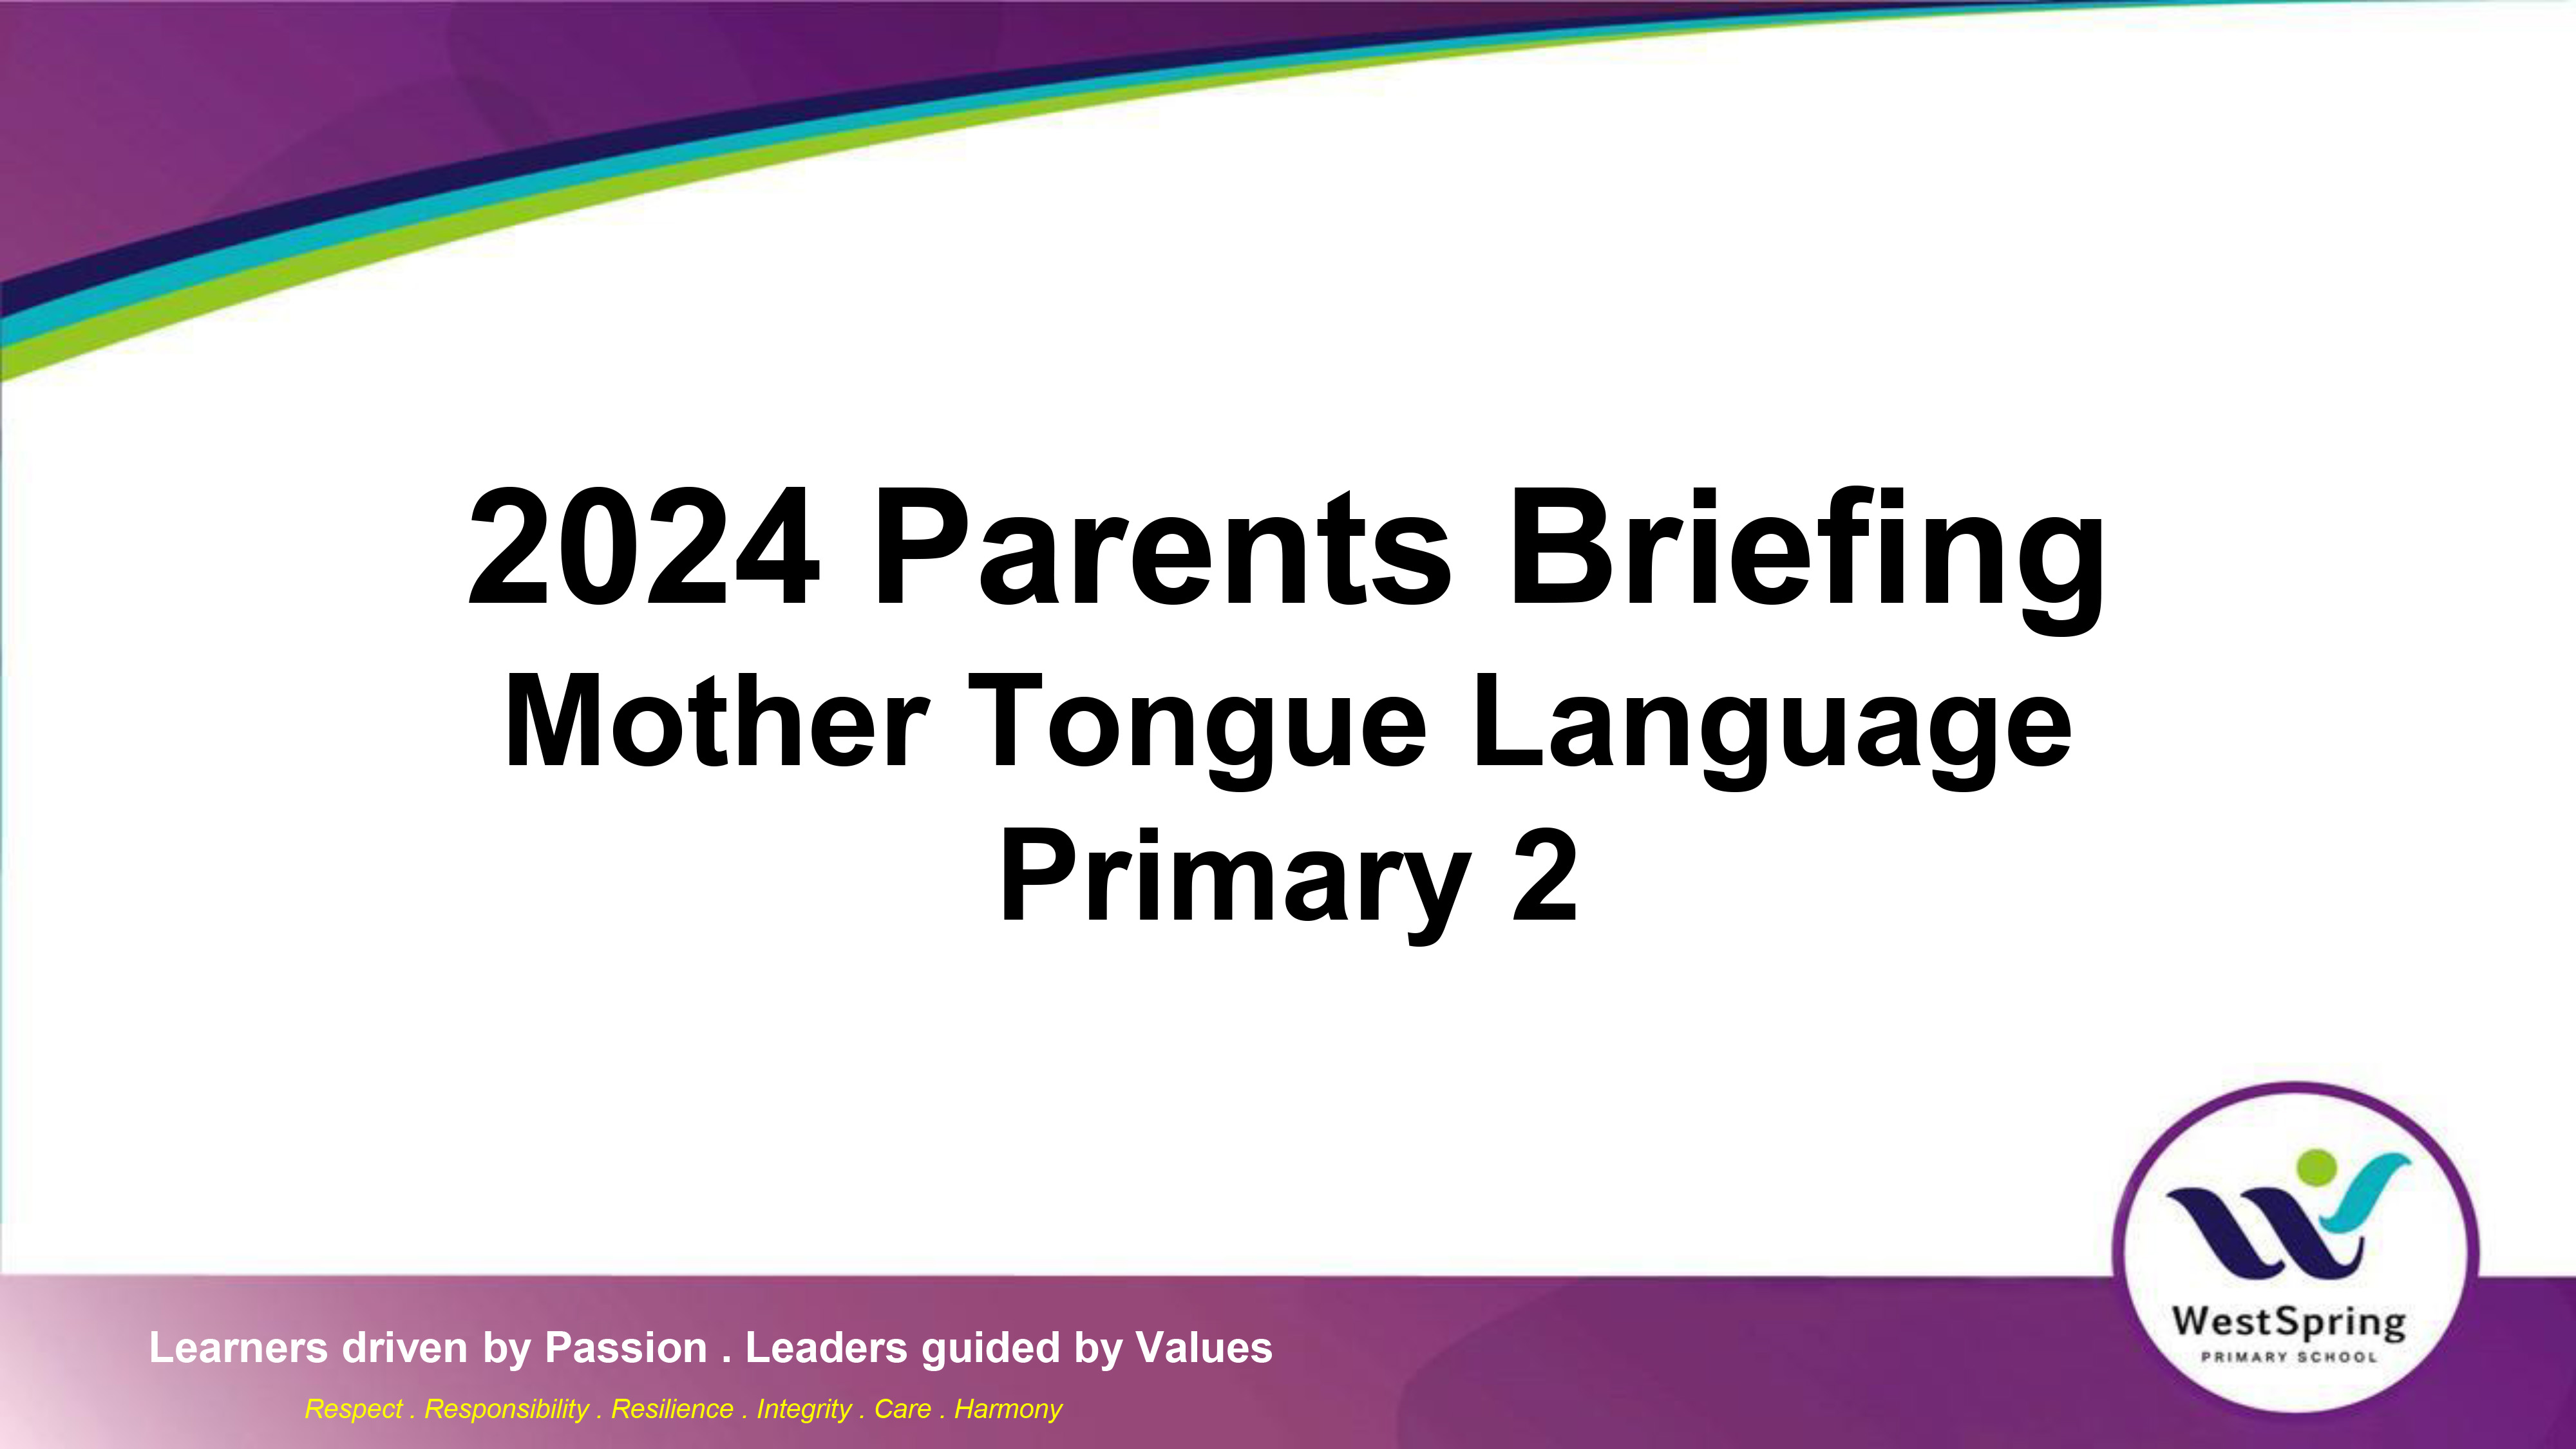 2024 Parents Briefing
Mother Tongue Language
Primary 2
WestSpring
PRIMARY SCHOOL
Learners driven by Passion . Leaders guided by Values
Respect . Responsibility . Resilience . Integrity . Care . Harmony